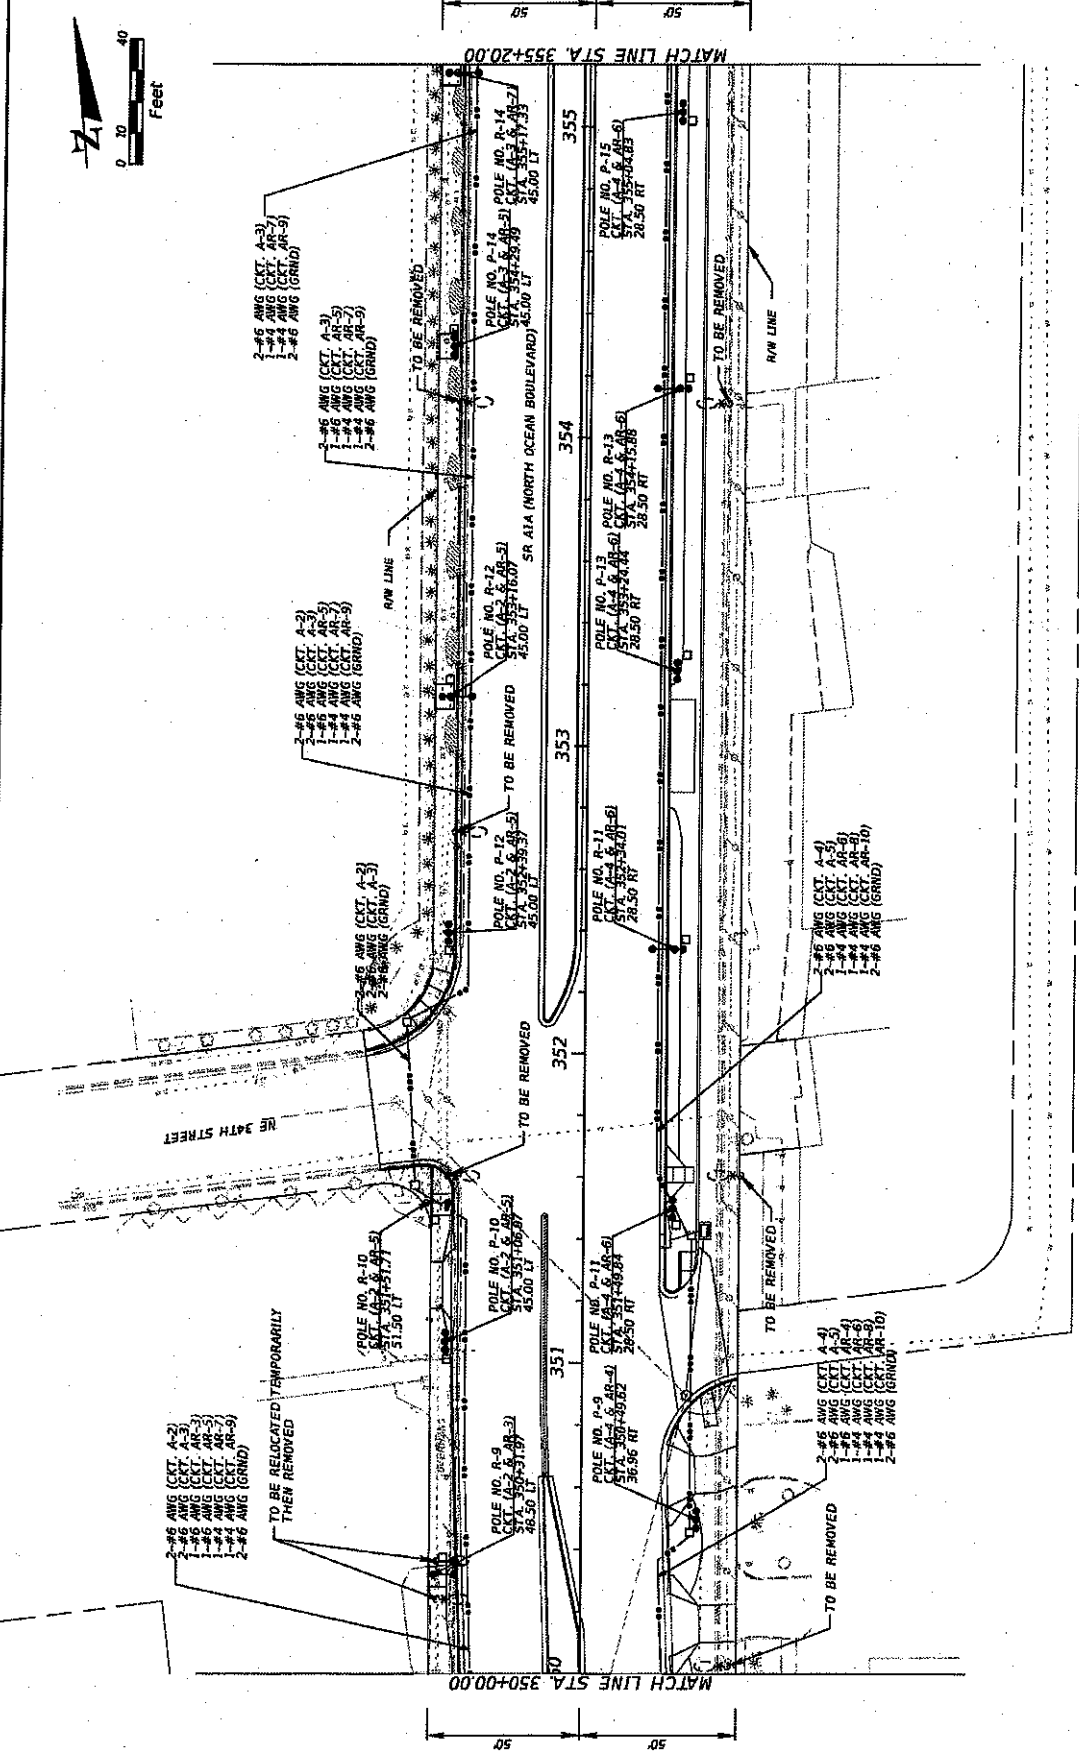 0 10 40
Feet
N
50'
50'
MATCH LINE STA. 355+20.00
2-#6 AWG (CKT. A-3)
1-#4 AWG (CKT. AR-7)
1-#4 AWG (CKT. AR-9)
2-#6 AWG (GRND)
2-#6 AWG (CKT. A-3)
1-#6 AWG (CKT. AR-5)
1-#4 AWG (CKT. AR-7)
1-#4 AWG (CKT. AR-9)
2-#6 AWG (GRND)
TO BE REMOVED
R/W LINE
2-#6 AWG (CKT. A-2)
2-#6 AWG (CKT. A-3)
1-#6 AWG (CKT. AR-5)
1-#4 AWG (CKT. AR-7)
1-#4 AWG (CKT. AR-9)
2-#6 AWG (GRND)
2-#6 AWG (CKT. A-2)
2-#6 AWG (CKT. A-3)
2-#6 AWG (GRND)
NE 34TH STREET
2-#6 AWG (CKT. A-2)
2-#6 AWG (CKT. A-3)
1-#6 AWG (CKT. AR-3)
1-#6 AWG (CKT. AR-5)
1-#4 AWG (CKT. AR-7)
1-#4 AWG (CKT. AR-9)
2-#6 AWG (GRND)
TO BE RELOCATED TEMPORARILY
THEN REMOVED
POLE NO. R-9
CKT. (A-2 & AR-3)
STA. 350+31.97
48.50 LT
POLE NO. R-10
CKT. (A-2 & AR-5)
STA. 351+51.71
51.50 LT
POLE NO. P-10
CKT. (A-2 & AR-5)
STA. 351+06.97
45.00 LT
TO BE REMOVED
POLE NO. P-12
CKT. (A-2 & AR-5)
STA. 352+39.37
45.00 LT
TO BE REMOVED
POLE NO. R-12
CKT. (A-2 & AR-5)
STA. 353+16.07
45.00 LT
SR A1A (NORTH OCEAN BOULEVARD)
POLE NO. P-14
CKT. (A-3 & AR-5)
STA. 354+29.49
45.00 LT
POLE NO. R-14
CKT. (A-3 & AR-7)
STA. 355+17.33
45.00 LT
351
352
353
354
355
POLE NO. P-9
CKT. (A-4 & AR-4)
STA. 350+49.62
36.96 RT
POLE NO. P-11
CKT. (A-4 & AR-6)
STA. 351+49.84
28.50 RT
POLE NO. R-11
CKT. (A-4 & AR-6)
STA. 352+34.01
28.50 RT
POLE NO. P-13
CKT. (A-4 & AR-6)
STA. 353+24.44
28.50 RT
POLE NO. R-13
CKT. (A-4 & AR-6)
STA. 354+15.88
28.50 RT
POLE NO. P-15
CKT. (A-4 & AR-6)
STA. 355+04.83
28.50 RT
TO BE REMOVED
R/W LINE
2-#6 AWG (CKT. A-4)
2-#6 AWG (CKT. A-5)
1-#4 AWG (CKT. AR-6)
1-#4 AWG (CKT. AR-8)
1-#4 AWG (CKT. AR-10)
2-#6 AWG (GRND)
TO BE REMOVED
2-#6 AWG (CKT. A-4)
2-#6 AWG (CKT. A-5)
1-#6 AWG (CKT. AR-4)
1-#4 AWG (CKT. AR-6)
1-#4 AWG (CKT. AR-8)
1-#4 AWG (CKT. AR-10)
2-#6 AWG (GRND)
TO BE REMOVED
MATCH LINE STA. 350+00.00
50'
50'